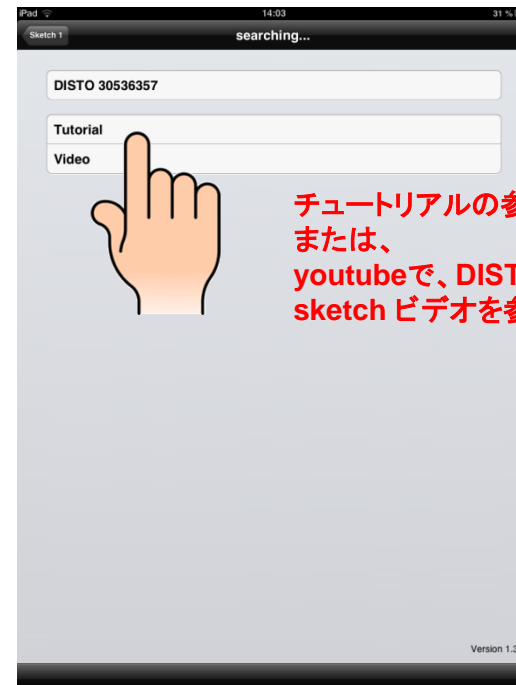 iPad 14:03 31 %
Sketch 1 searching...
DISTO 30536357
Tutorial
Video
チュートリアルの参
または、
youtubeで、DIST
sketch ビデオを参
Version 1.3